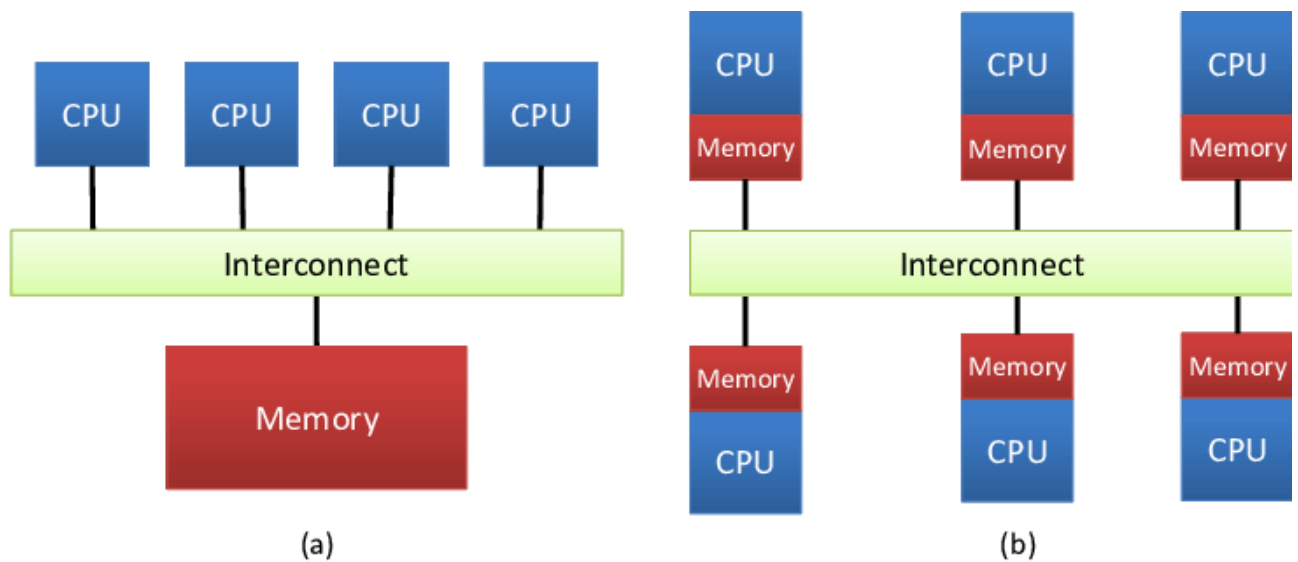 CPU CPU CPU CPU
Interconnect
Memory
(a)
CPU CPU CPU
Memory Memory Memory
Interconnect
Memory Memory Memory
CPU CPU CPU
(b)